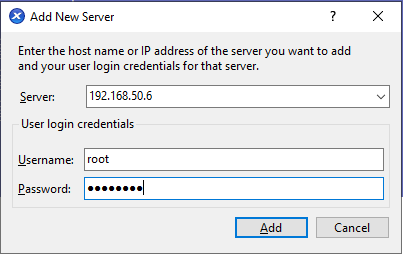 Add New Server
Enter the host name or IP address of the server you want to add
and your user login credentials for that server.
Server: 192.168.50.6
User login credentials
Username: root
Password: ●●●●●●●●
Add Cancel